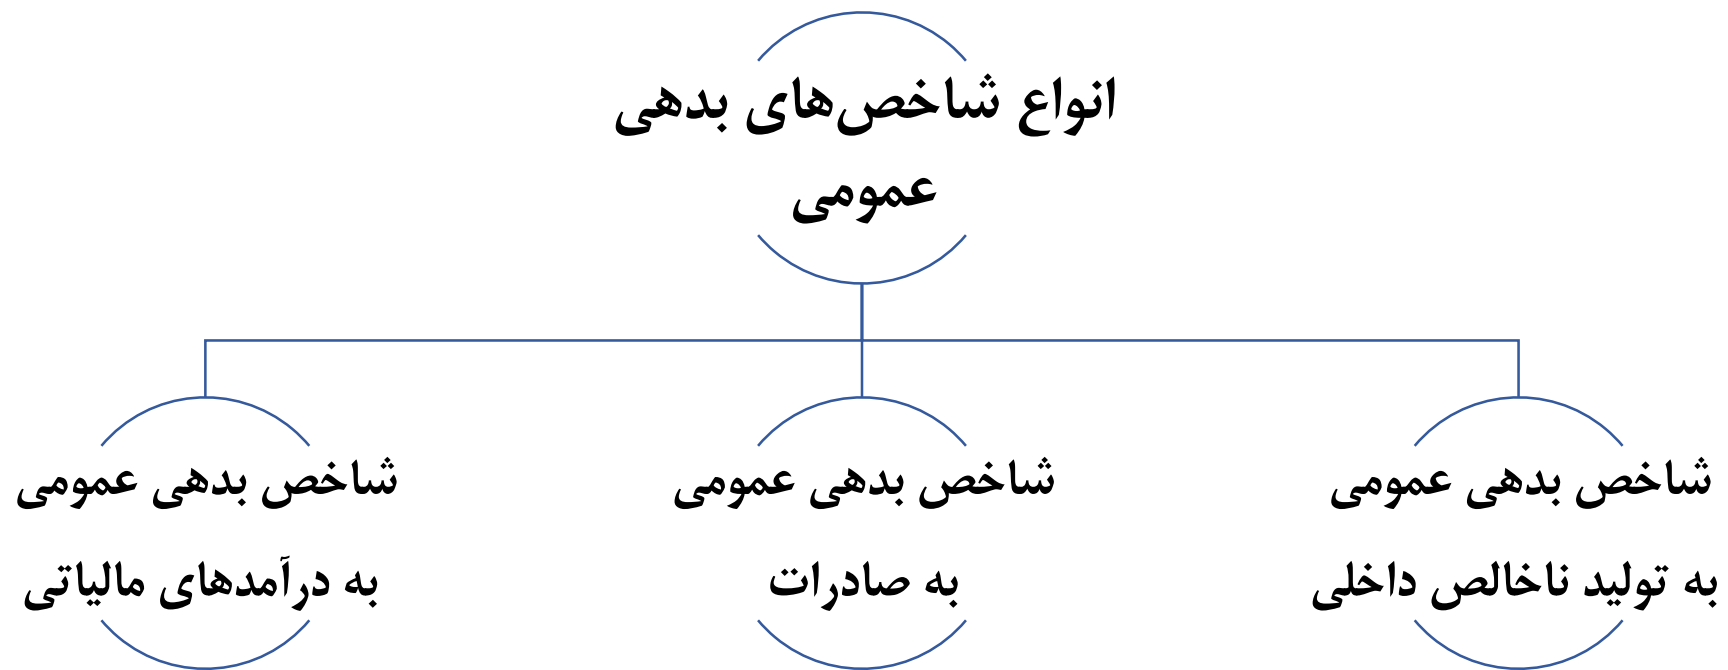 انواع شاخص‌های بدهی
عمومی
شاخص بدهی عمومی
به تولید ناخالص داخلی
شاخص بدهی عمومی
به صادرات
شاخص بدهی عمومی
به درآمدهای مالیاتی